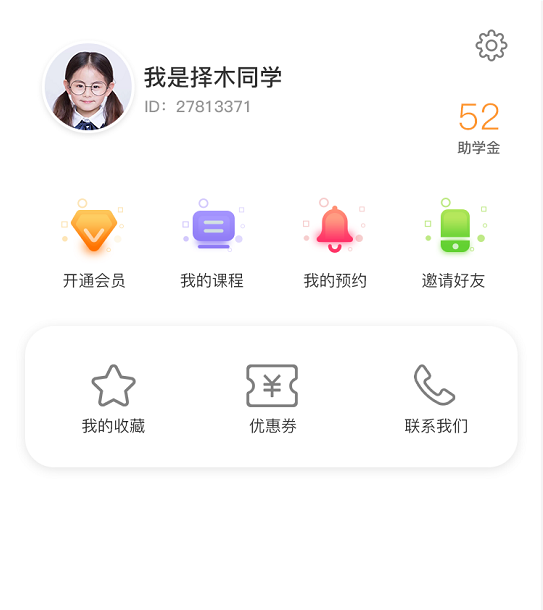 我是择木同学
ID：27813371
52
助学金
开通会员
我的课程
我的预约
邀请好友
我的收藏
优惠券
联系我们